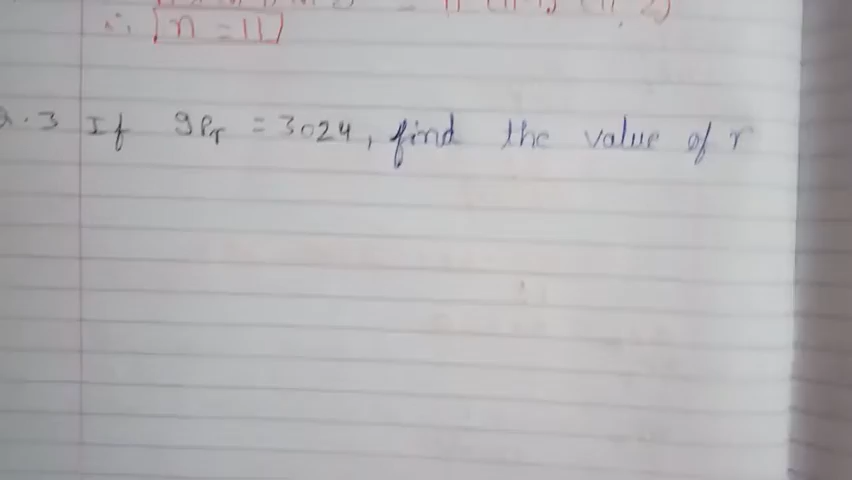 ∴ n = 11
3 If 9Pr = 3024, find the value of r